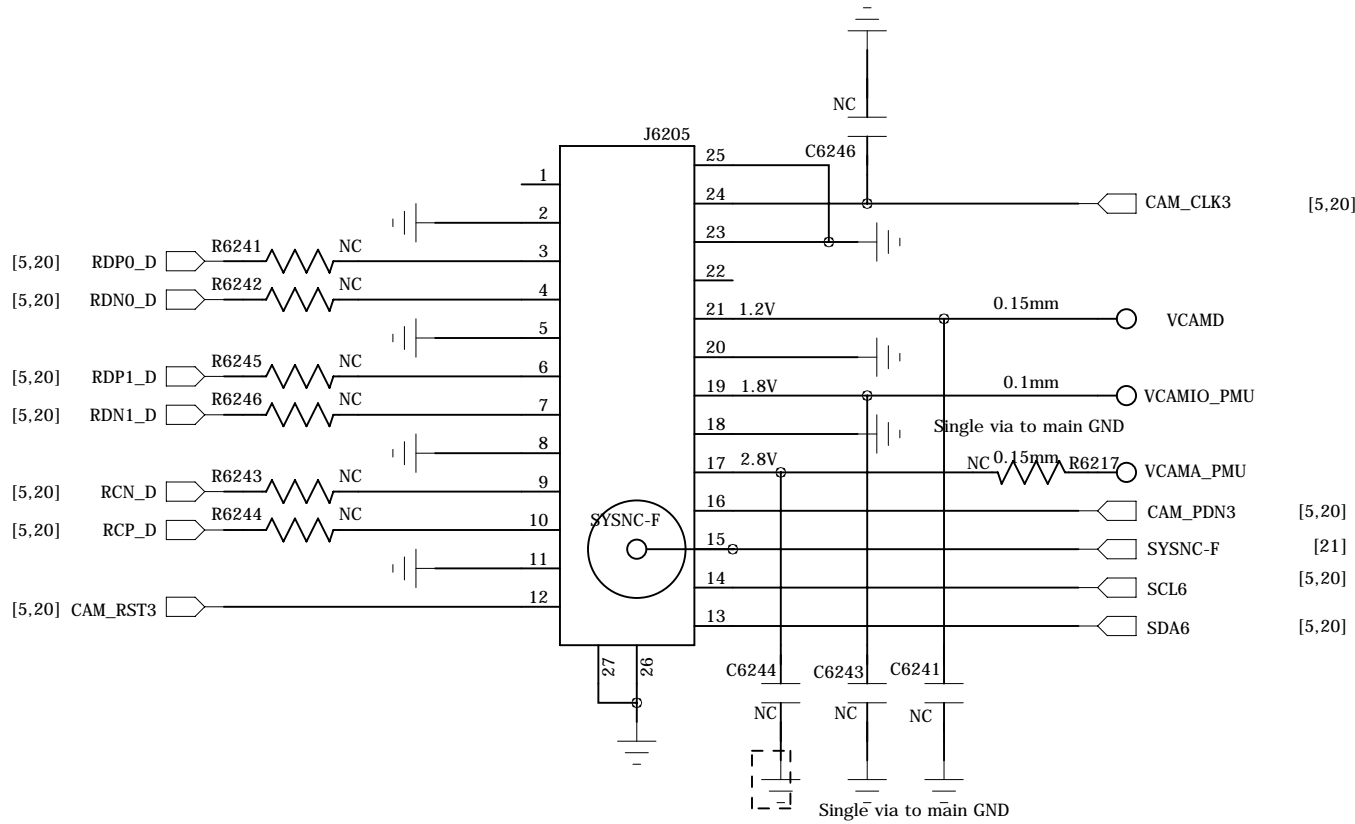 NC
J6205
25 C6246
1
24 CAM_CLK3 [5,20]
2
23
R6241 NC
[5,20] RDP0_D 3
22
R6242 NC
[5,20] RDN0_D 4
21 1.2V 0.15mm
VCAMD
5
20
R6245 NC
[5,20] RDP1_D 6
19 1.8V 0.1mm
VCAMIO_PMU
R6246 NC
[5,20] RDN1_D 7
18 Single via to main GND
8
17 2.8V NC 0.15mm R6217 VCAMA_PMU
R6243 NC
[5,20] RCN_D 9
16 CAM_PDN3 [5,20]
R6244 NC
[5,20] RCP_D 10
SYSNC-F
15 SYSNC-F [21]
11
14 SCL6 [5,20]
[5,20] CAM_RST3 12
13 SDA6 [5,20]
27 26
C6244 C6243 C6241
NC NC NC
Single via to main GND